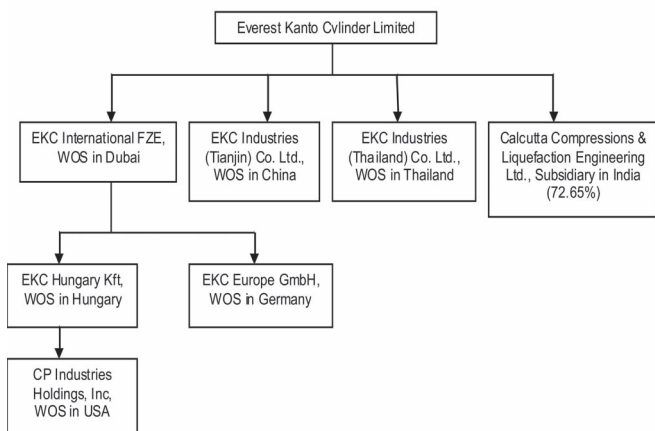 Everest Kanto Cylinder Limited
EKC International FZE,
WOS in Dubai
EKC Industries
(Tianjin) Co. Ltd.,
WOS in China
EKC Industries
(Thailand) Co. Ltd.,
WOS in Thailand
Calcutta Compressions &
Liquefaction Engineering
Ltd., Subsidiary in India
(72.65%)
EKC Hungary Kft,
WOS in Hungary
EKC Europe GmbH,
WOS in Germany
CP Industries
Holdings, Inc,
WOS in USA